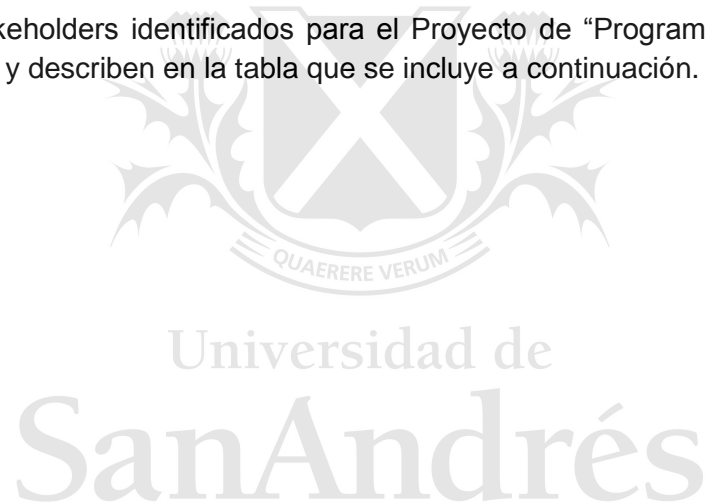 keholders identificados para el Proyecto de “Program
y describen en la tabla que se incluye a continuación.
QUAERERE VERUM
Universidad de
SanAndrés